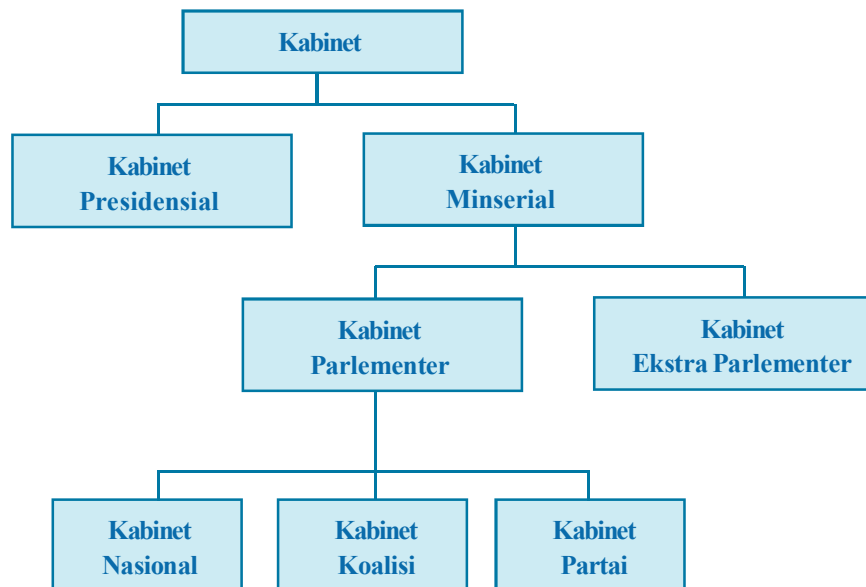 Kabinet
Kabinet
Presidensial
Kabinet
Minserial
Kabinet
Parlementer
Kabinet
Ekstra Parlementer
Kabinet
Nasional
Kabinet
Koalisi
Kabinet
Partai